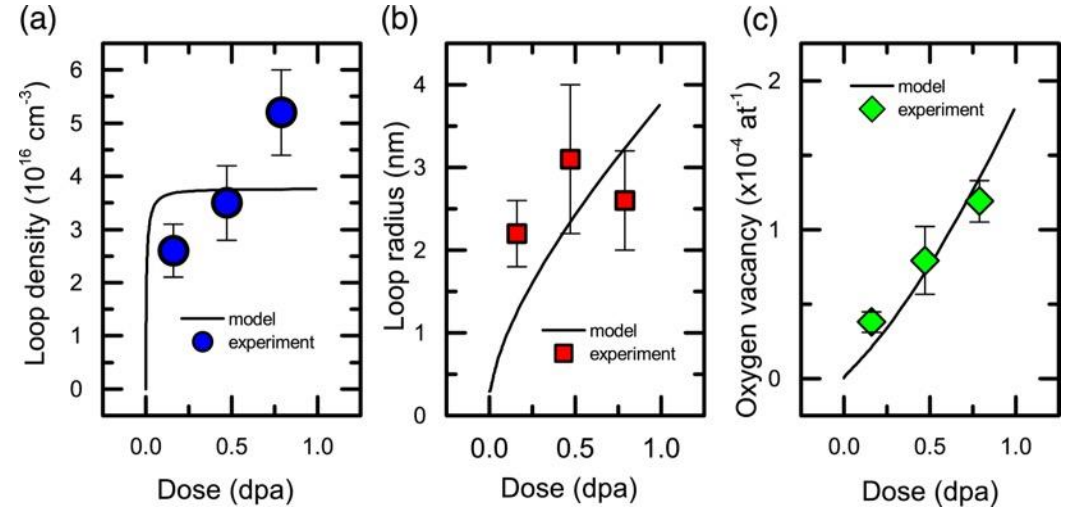 (a)
Loop density (10^16 cm^-3)
6
5
4
3
2
1
0
model
experiment
0.0 0.5 1.0
Dose (dpa)
(b)
Loop radius (nm)
4
3
2
1
0
model
experiment
0.0 0.5 1.0
Dose (dpa)
(c)
Oxygen vacancy (x10^-4 at^-1)
2
1
0
model
experiment
0.0 0.5 1.0
Dose (dpa)